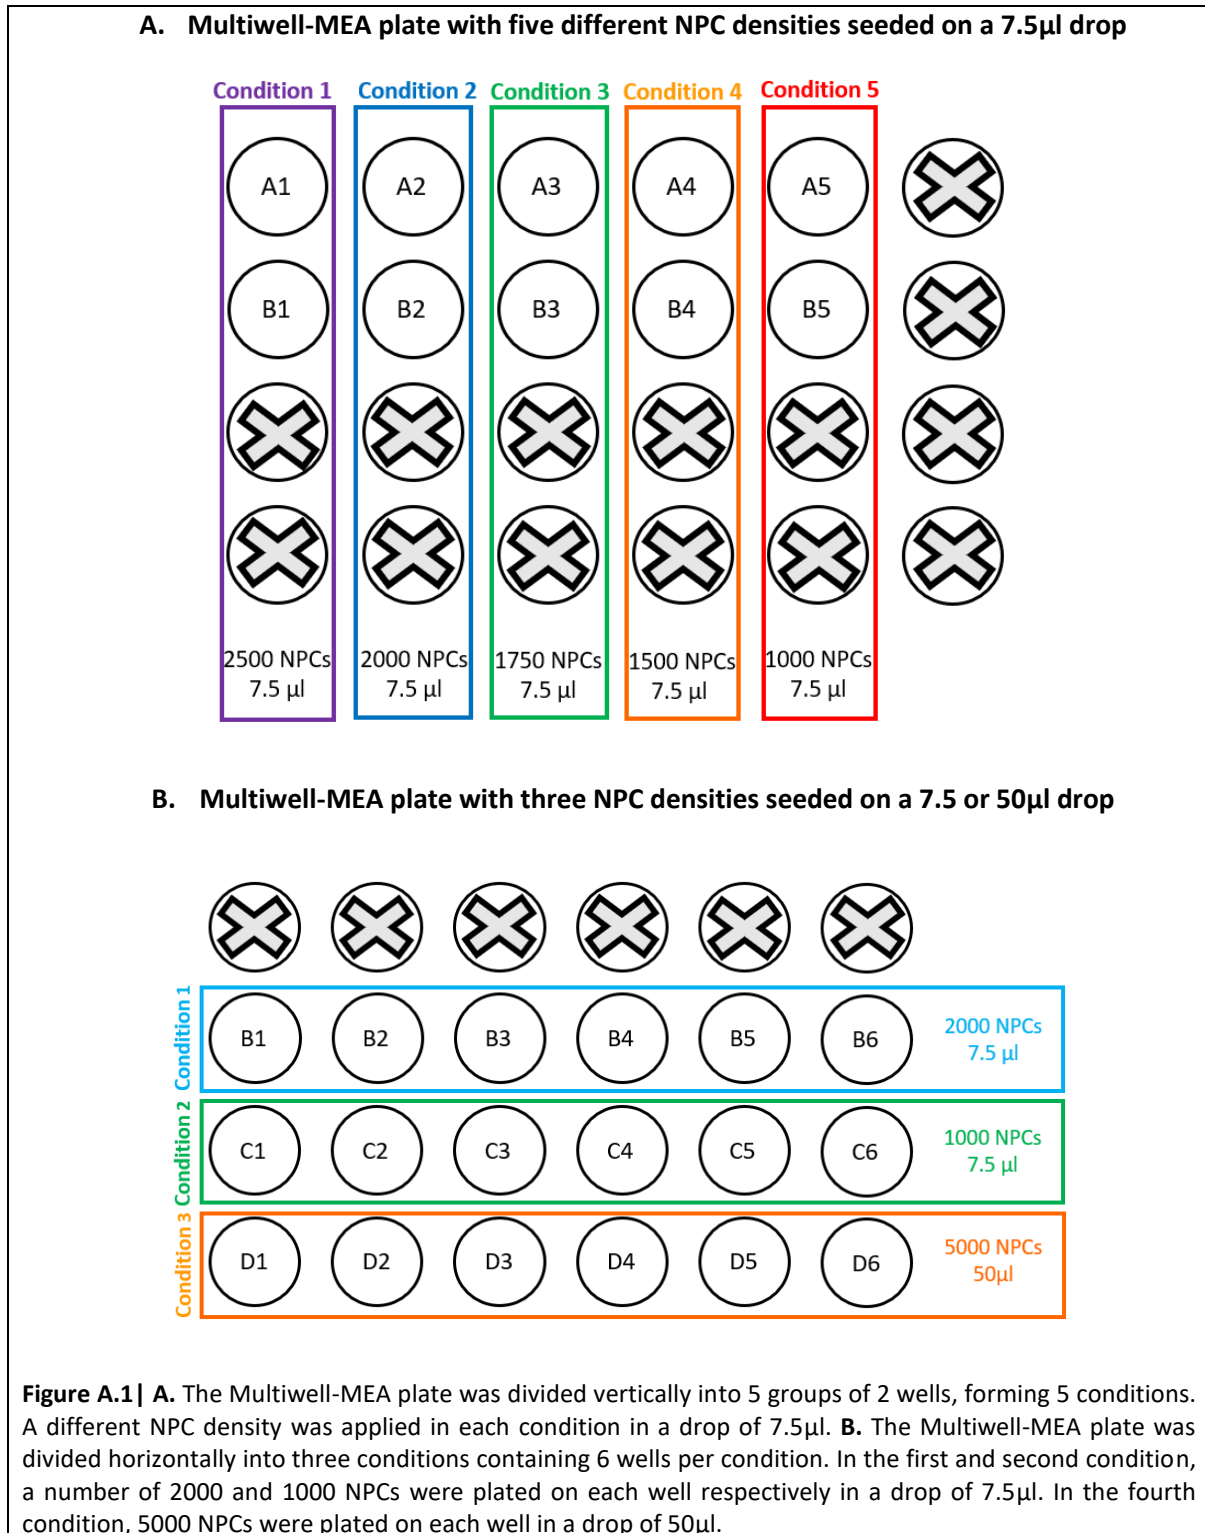 A. Multiwell-MEA plate with five different NPC densities seeded on a 7.5µl drop
Condition 1 Condition 2 Condition 3 Condition 4 Condition 5
A1 A2 A3 A4 A5
B1 B2 B3 B4 B5
2500 NPCs 2000 NPCs 1750 NPCs 1500 NPCs 1000 NPCs
7.5 µl 7.5 µl 7.5 µl 7.5 µl 7.5 µl
B. Multiwell-MEA plate with three NPC densities seeded on a 7.5 or 50µl drop
Condition 1
B1 B2 B3 B4 B5 B6
2000 NPCs
7.5 µl
Condition 2
C1 C2 C3 C4 C5 C6
1000 NPCs
7.5 µl
Condition 3
D1 D2 D3 D4 D5 D6
5000 NPCs
50µl
Figure A.1| A. The Multiwell-MEA plate was divided vertically into 5 groups of 2 wells, forming 5 conditions.
A different NPC density was applied in each condition in a drop of 7.5µl. B. The Multiwell-MEA plate was
divided horizontally into three conditions containing 6 wells per condition. In the first and second condition,
a number of 2000 and 1000 NPCs were plated on each well respectively in a drop of 7.5µl. In the fourth
condition, 5000 NPCs were plated on each well in a drop of 50µl.